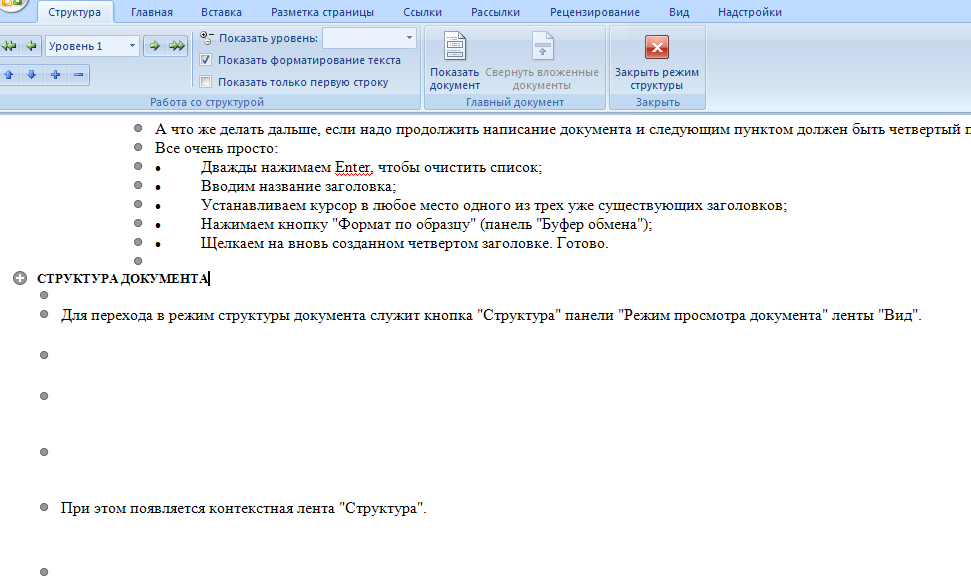 Структура Главная Вставка Разметка страницы Ссылки Рассылки Рецензирование Вид Надстройки
Уровень 1
Показать уровень:
Показать форматирование текста
Показать только первую строку
Работа со структурой
Показать документ
Свернуть вложенные документы
Главный документ
Закрыть режим структуры
Закрыть
А что же делать дальше, если надо продолжить написание документа и следующим пунктом должен быть четвертый
Все очень просто:
• Дважды нажимаем Enter, чтобы очистить список;
• Вводим название заголовка;
• Устанавливаем курсор в любое место одного из трех уже существующих заголовков;
• Нажимаем кнопку "Формат по образцу" (панель "Буфер обмена");
• Щелкаем на вновь созданном четвертом заголовке. Готово.
СТРУКТУРА ДОКУМЕНТА
Для перехода в режим структуры документа служит кнопка "Структура" панели "Режим просмотра документа" ленты "Вид".
При этом появляется контекстная лента "Структура".